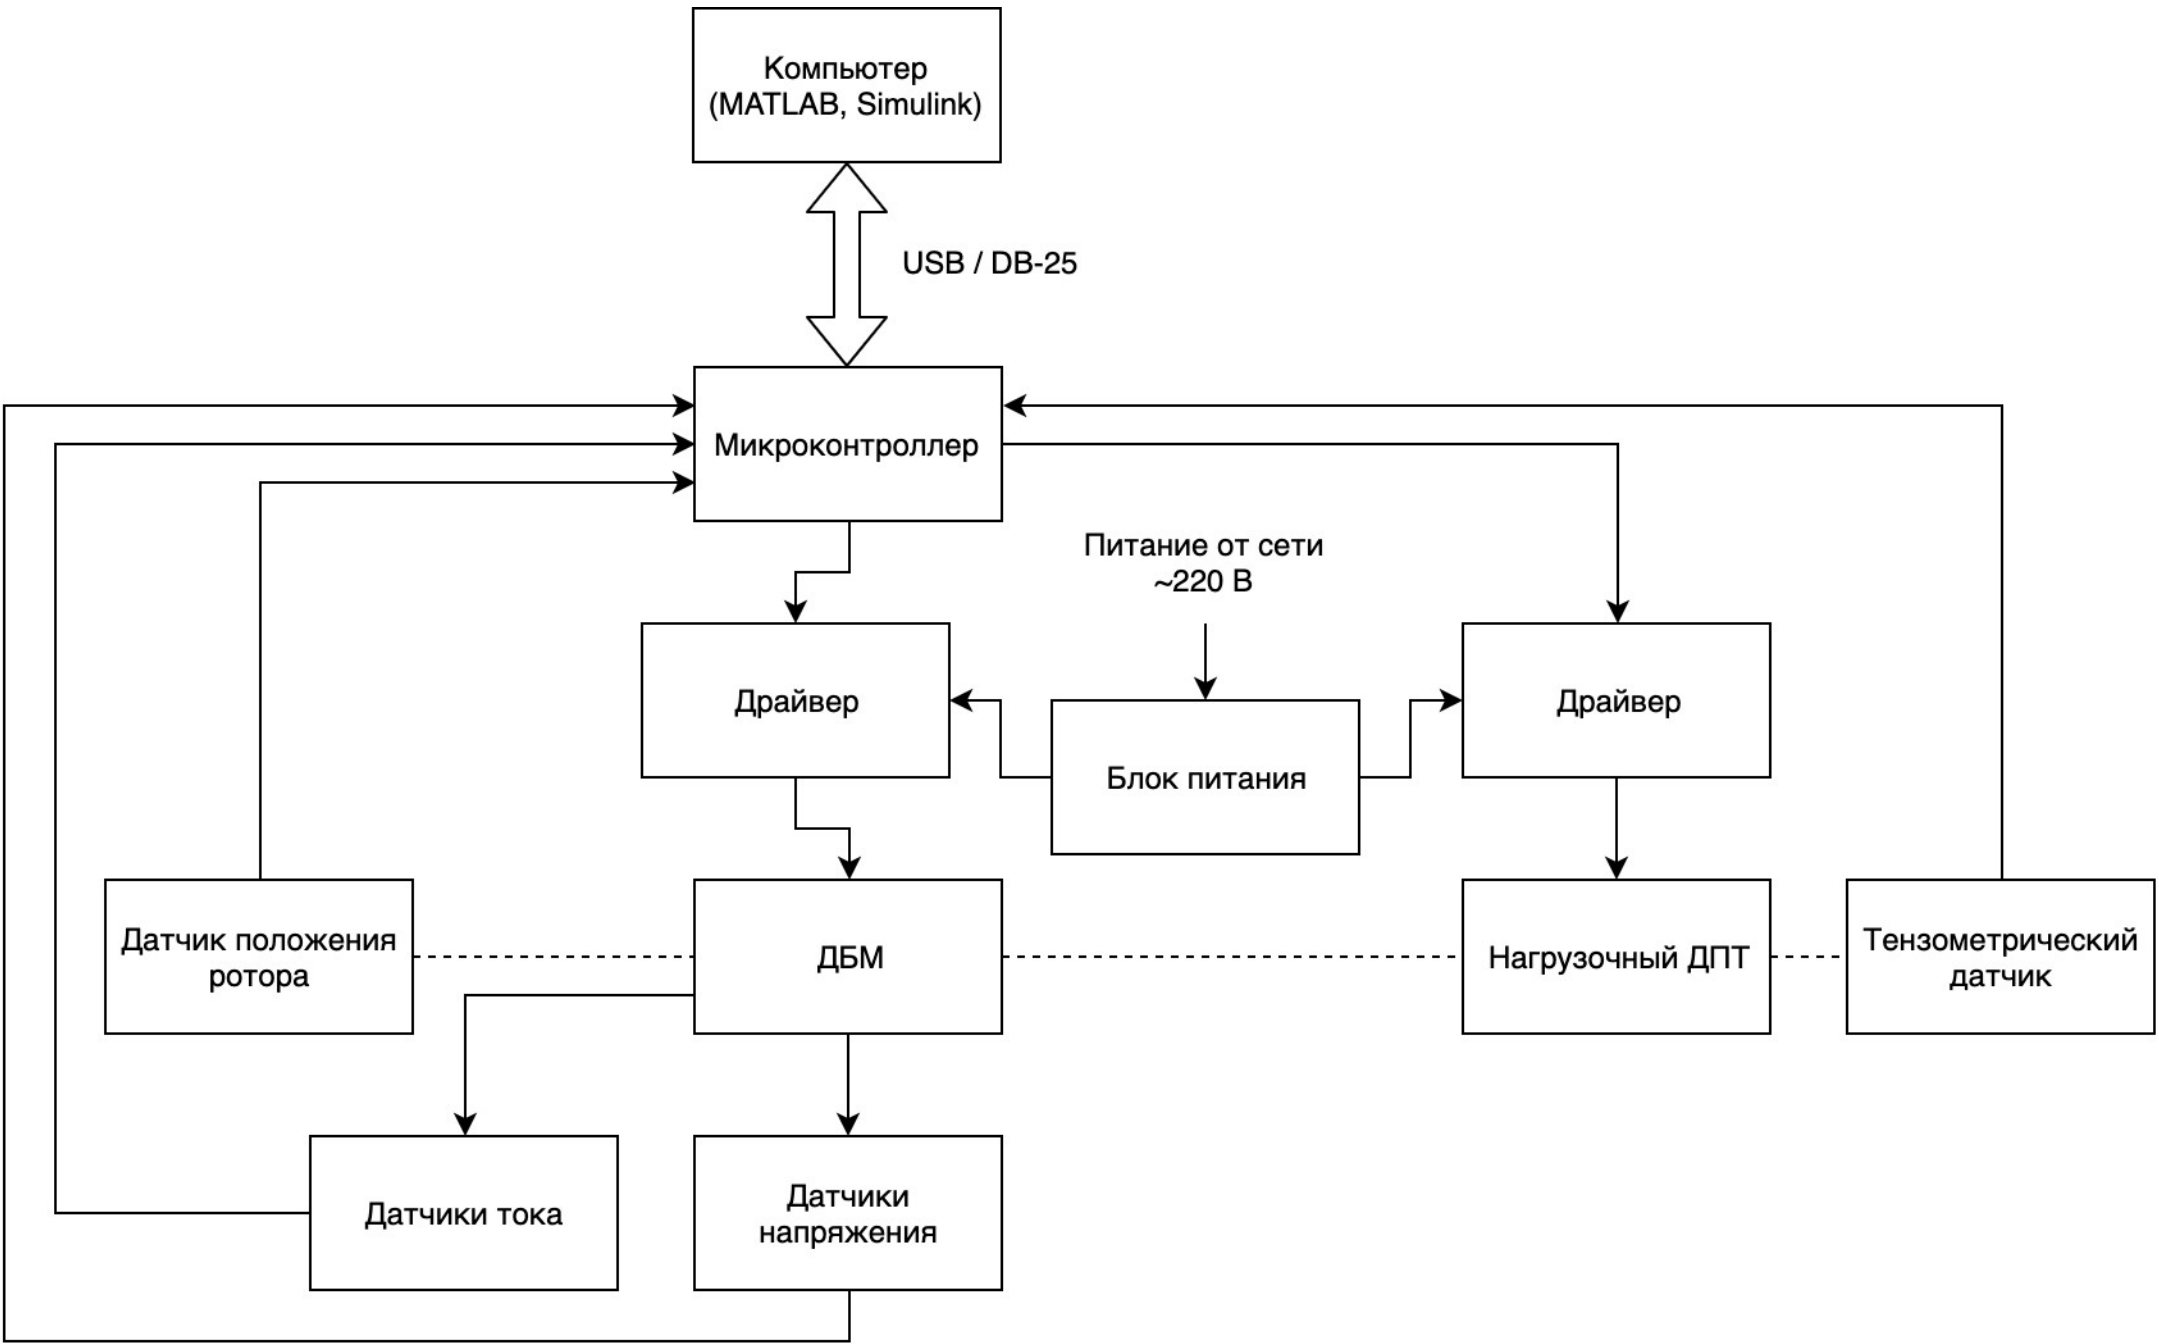 Компьютер
(MATLAB, Simulink)
USB / DB-25
Микроконтроллер
Питание от сети
~220 В
Драйвер
Блок питания
Драйвер
Датчик положения
ротора
ДБМ
Нагрузочный ДПТ
Тензометрический
датчик
Датчики тока
Датчики
напряжения